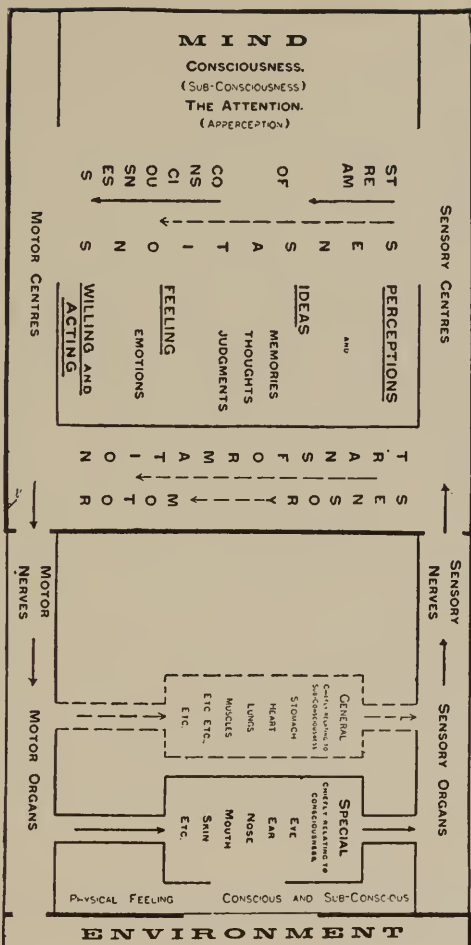 MIND
CONSCIOUSNESS.
(SUB-CONSCIOUSNESS)
THE ATTENTION.
(APPERCEPTION)
SENSORY CENTRES
STREAM OF CONSCIOUSNESS
SENSATIONS
PERCEPTIONS
AND
IDEAS
MEMORIES
THOUGHTS
JUDGMENTS
FEELING
EMOTIONS
WILLING AND
ACTING
MOTOR CENTRES
TRANSFORMATION
SENSORY MOTOR
SENSORY
NERVES
MOTOR
NERVES
SENSORY ORGANS
GENERAL
CHIEFLY RELATING TO
SUB-CONSCIOUSNESS
STOMACH
HEART
LUNGS
MUSCLES
ETC ETC.
ETC.
MOTOR ORGANS
SPECIAL
CHIEFLY RELATING TO
CONSCIOUSNESS
EYE
EAR
NOSE
MOUTH
SKIN
ETC.
PHYSICAL FEELING CONSCIOUS AND SUB-CONSCIOUS
ENVIRONMENT